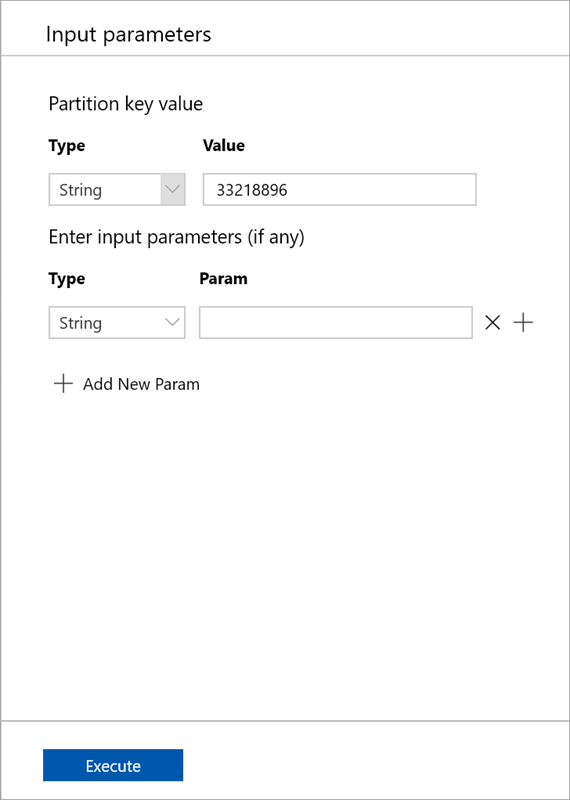 Input parameters
Partition key value
Type Value
String 33218896
Enter input parameters (if any)
Type Param
String
Add New Param
Execute